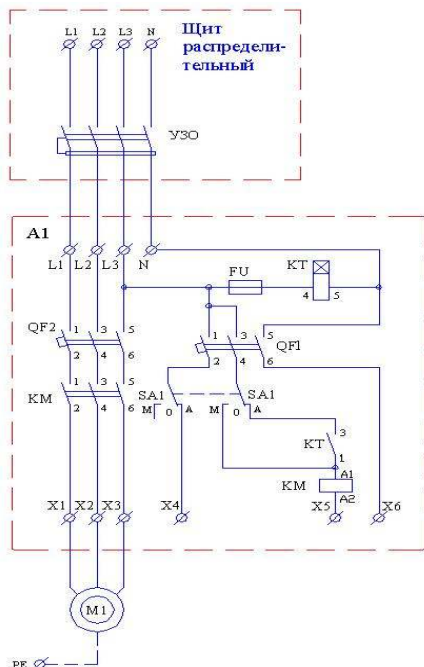 L1 L2 L3 N
Щит
распредели-
тельный
УЗО
A1
L1 L2 L3 N
FU
KT
4 5
QF2
1 3 5
2 4 6
1 3 5
2 4 6
QF1
KM
1 3 5
2 4 6
SA1
M 0 A
SA1
M 0 A
KT
3
1
KM
A1
A2
X1 X2 X3 X4 X5 X6
M1
PE